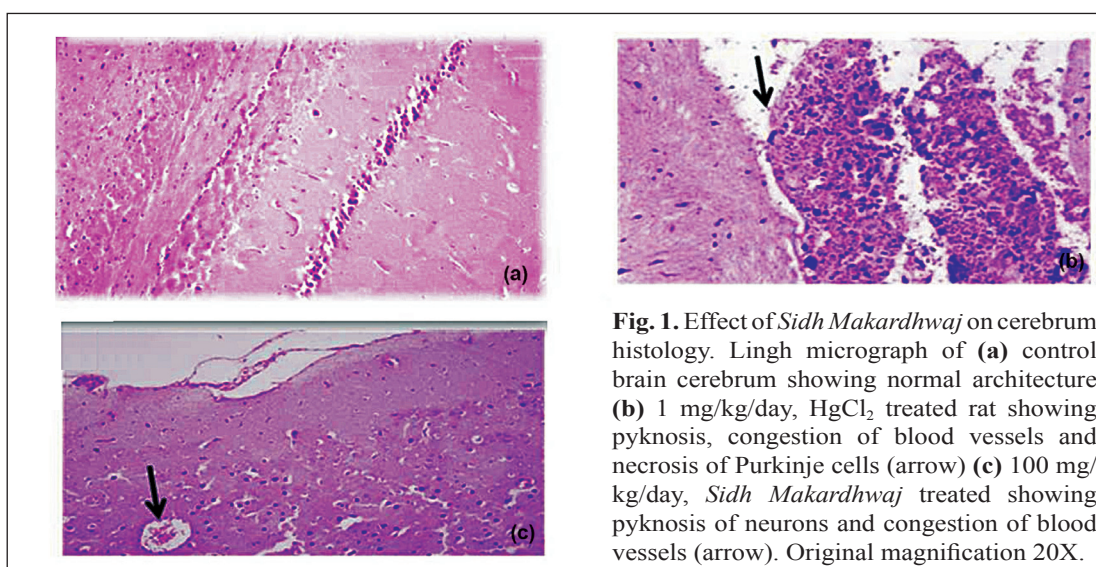 (a)
(b)
(c)
Fig. 1. Effect of Sidh Makardhwaj on cerebrum
histology. Lingh micrograph of (a) control
brain cerebrum showing normal architecture
(b) 1 mg/kg/day, HgCl₂ treated rat showing
pyknosis, congestion of blood vessels and
necrosis of Purkinje cells (arrow) (c) 100 mg/
kg/day, Sidh Makardhwaj treated showing
pyknosis of neurons and congestion of blood
vessels (arrow). Original magnification 20X.